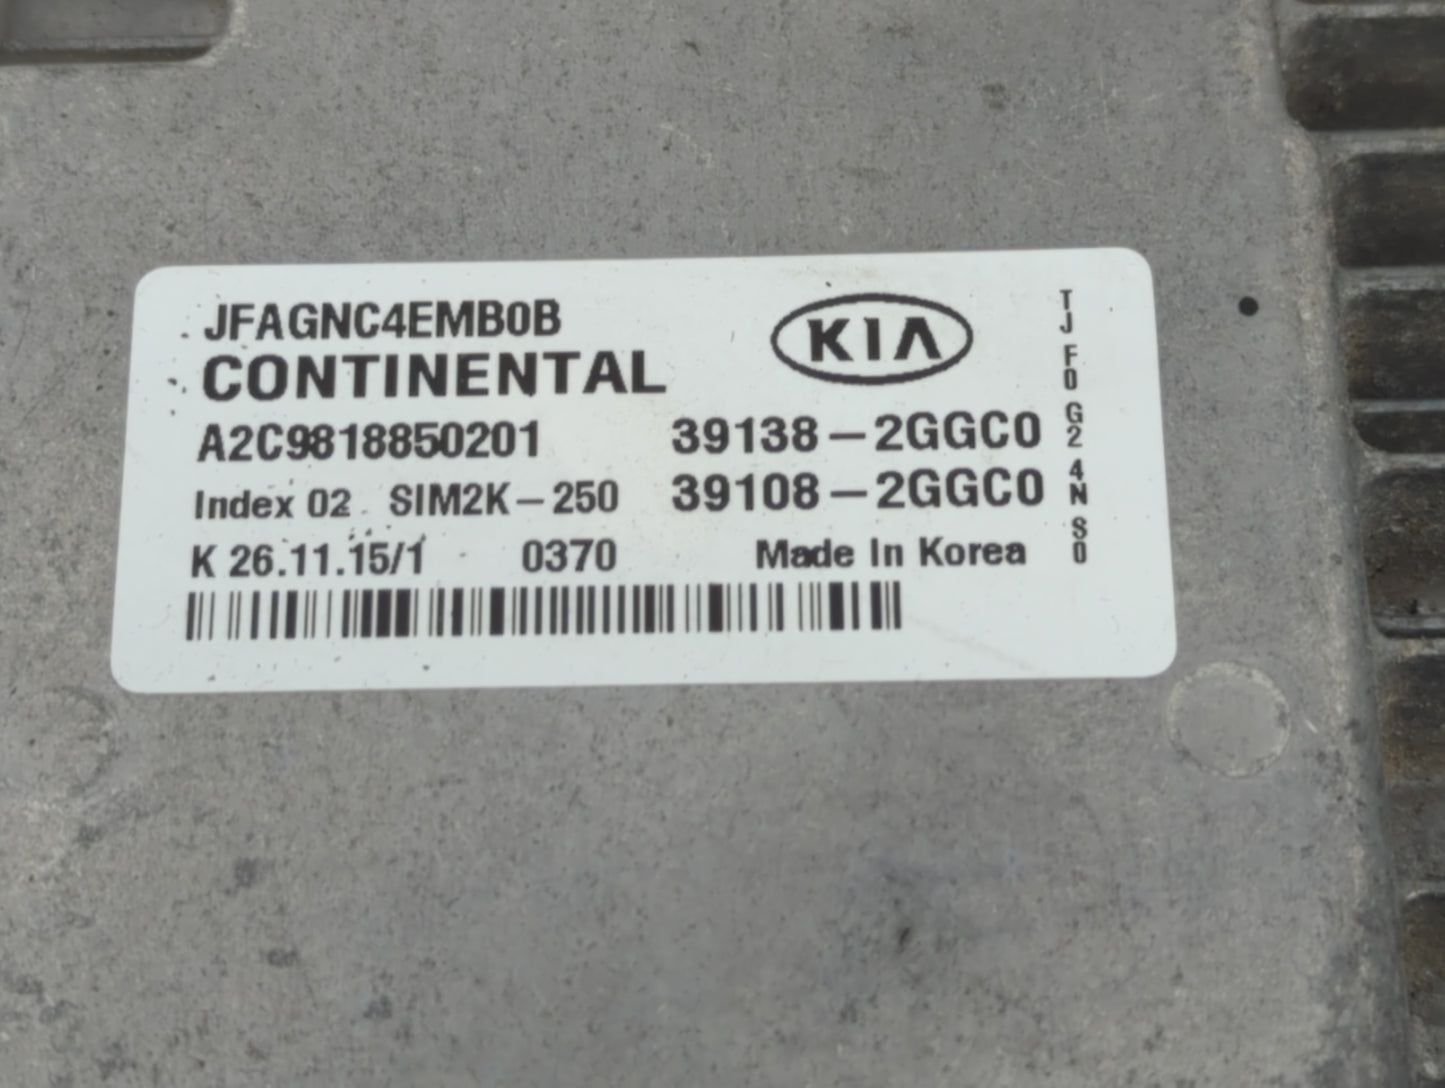 JFAGNC4EMB0B
KIA
CONTINENTAL
A2C9818850201 39138-2GGC0
Index 02 SIM2K-250 39108-2GGC0
K 26.11.15/1 0370 Made In Korea
TJ F0 G2 4N S0